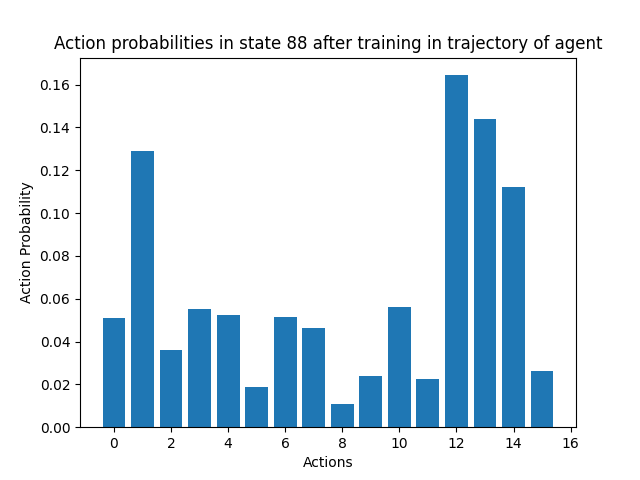 Action probabilities in state 88 after training in trajectory of agent
0.16
0.14
0.12
0.10
0.08
0.06
0.04
0.02
0.00
Action Probability
0 2 4 6 8 10 12 14 16
Actions